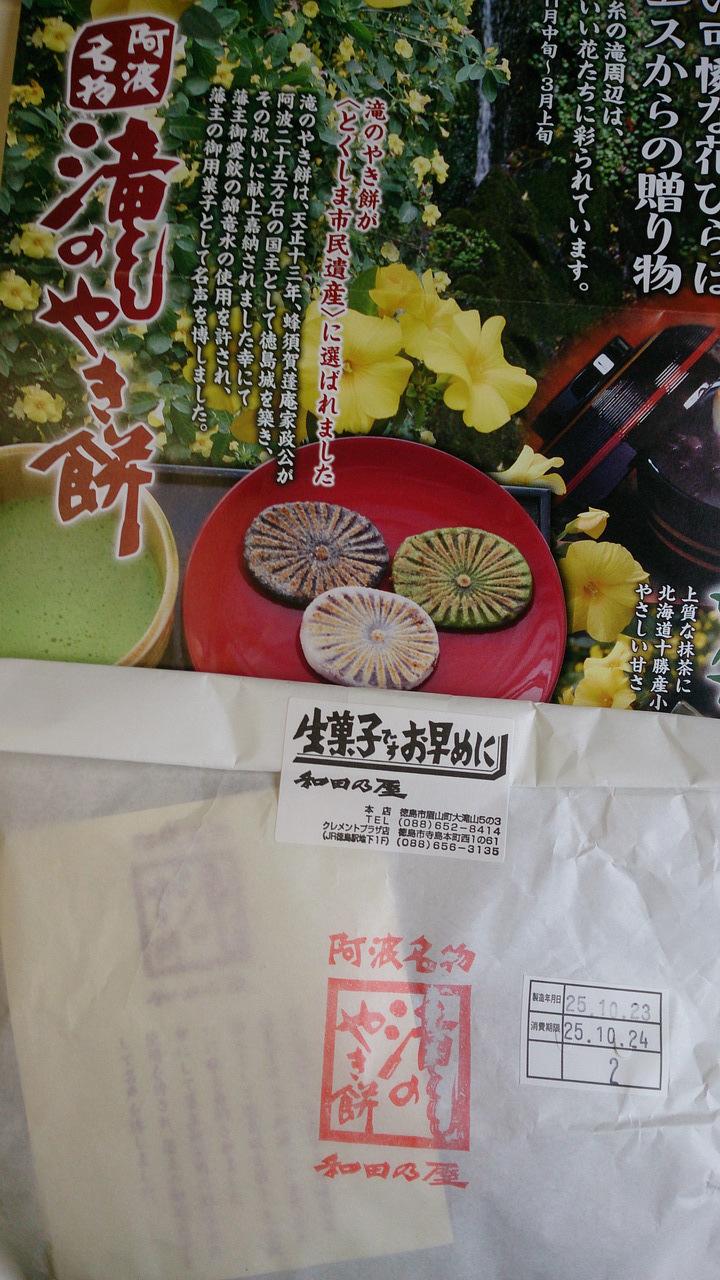 い可憐な花びらは
エスからの贈り物
糸の滝周辺は、
いい花たちに彩られています。
月中旬〜3月上旬
阿波
名物
滝のやき餅
滝のやき餅が
〈とくしま市民遺産〉に選ばれました
滝のやき餅は、天正十三年、蜂須賀蓬庵家政公が
阿波二十五万石の国主として徳島城を築き、
その祝いに献上嘉納されました幸にて
藩主御愛飲の錦竜水の使用を許され、
藩主の御用菓子として名声を博しました。
上質な抹茶に
北海道十勝産小
やさしい甘さ
生菓子ですお早めに
和田乃屋
本店 徳島市眉山町大滝山5の3
TEL (088)652-8414
クレメントプラザ店 徳島市寺島本町西1の61
(JR徳島駅地下1F) (088)656-3135
阿波名物
滝の
やき餅
和田乃屋
製造年月日 25.10.23
消費期限 25.10.24
2